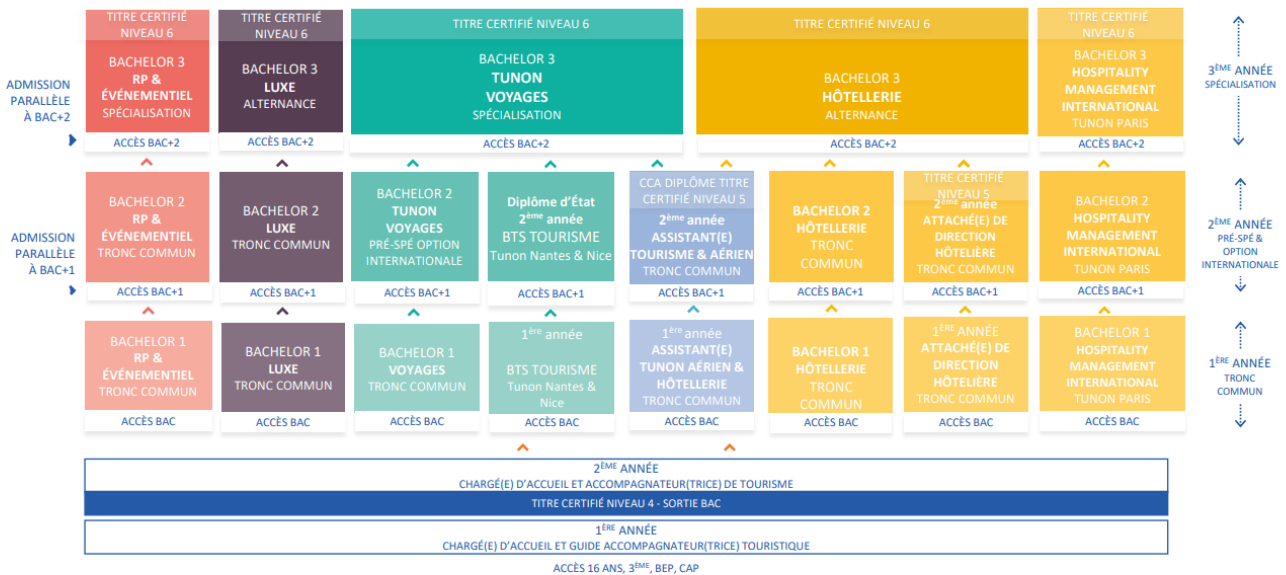 TITRE CERTIFIÉ
NIVEAU 6
BACHELOR 3
RP &
ÉVÉNEMENTIEL
SPÉCIALISATION
ACCÈS BAC+2
TITRE CERTIFIÉ
NIVEAU 6
BACHELOR 3
LUXE
ALTERNANCE
ACCÈS BAC+2
TITRE CERTIFIÉ NIVEAU 6
BACHELOR 3
TUNON
VOYAGES
SPÉCIALISATION
ACCÈS BAC+2
TITRE CERTIFIÉ NIVEAU 6
BACHELOR 3
HÔTELLERIE
ALTERNANCE
ACCÈS BAC+2
TITRE CERTIFIÉ
NIVEAU 6
BACHELOR 3
HOSPITALITY
MANAGEMENT
INTERNATIONAL
TUNON PARIS
ACCÈS BAC+2
ADMISSION
PARALLÈLE
À BAC+2
3ÈME ANNÉE
SPÉCIALISATION
BACHELOR 2
RP &
ÉVÉNEMENTIEL
TRONC COMMUN
ACCÈS BAC+1
BACHELOR 2
LUXE
TRONC COMMUN
ACCÈS BAC+1
BACHELOR 2
TUNON
VOYAGES
PRÉ-SPÉ OPTION
INTERNATIONALE
ACCÈS BAC+1
Diplôme d'État
2ème année
BTS TOURISME
Tunon Nantes & Nice
ACCÈS BAC+1
CCA DIPLÔME TITRE
CERTIFIÉ NIVEAU 5
2ème année
ASSISTANT(E)
TOURISME & AÉRIEN
TRONC COMMUN
ACCÈS BAC+1
BACHELOR 2
HÔTELLERIE
TRONC
COMMUN
ACCÈS BAC+1
TITRE CERTIFIÉ
NIVEAU 5
2ème année
ATTACHÉ(E) DE
DIRECTION
HÔTELIÈRE
TRONC COMMUN
ACCÈS BAC+1
BACHELOR 2
HOSPITALITY
MANAGEMENT
INTERNATIONAL
TUNON PARIS
ACCÈS BAC+1
ADMISSION
PARALLÈLE
À BAC+1
2ÈME ANNÉE
PRÉ-SPÉ &
OPTION
INTERNATIONALE
BACHELOR 1
RP &
ÉVÉNEMENTIEL
TRONC COMMUN
ACCÈS BAC
BACHELOR 1
LUXE
TRONC COMMUN
ACCÈS BAC
BACHELOR 1
VOYAGES
TRONC COMMUN
ACCÈS BAC
1ère année
BTS TOURISME
Tunon Nantes &
Nice
ACCÈS BAC
1ère année
ASSISTANT(E)
TUNON AÉRIEN &
HÔTELLERIE
TRONC COMMUN
ACCÈS BAC
BACHELOR 1
HÔTELLERIE
TRONC
COMMUN
ACCÈS BAC
1ÈRE ANNÉE
ATTACHÉ(E) DE
DIRECTION
HÔTELIÈRE
TRONC COMMUN
ACCÈS BAC
BACHELOR 1
HOSPITALITY
MANAGEMENT
INTERNATIONAL
TUNON PARIS
ACCÈS BAC
1ÈRE ANNÉE
TRONC
COMMUN
2ÈME ANNÉE
CHARGÉ(E) D'ACCUEIL ET ACCOMPAGNATEUR(TRICE) DE TOURISME
TITRE CERTIFIÉ NIVEAU 4 - SORTIE BAC
1ÈRE ANNÉE
CHARGÉ(E) D'ACCUEIL ET GUIDE ACCOMPAGNATEUR(TRICE) TOURISTIQUE
ACCÈS 16 ANS, 3ÈME, BEP, CAP